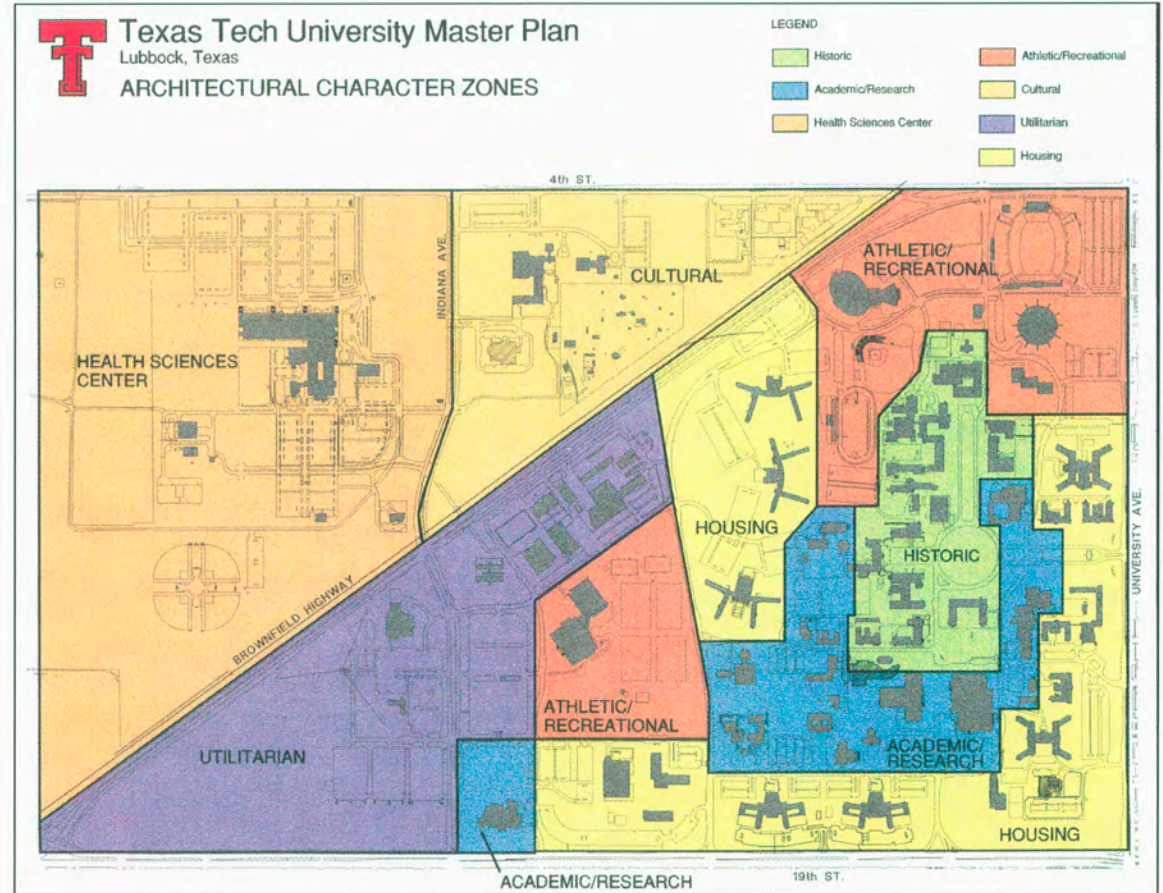 Texas Tech University Master Plan
Lubbock, Texas
ARCHITECTURAL CHARACTER ZONES
LEGEND
Historic
Academic/Research
Health Sciences Center
Athletic/Recreational
Cultural
Utilitarian
Housing
4th ST.
INDIANA AVE.
CULTURAL
ATHLETIC/
RECREATIONAL
HEALTH SCIENCES
CENTER
HOUSING
HISTORIC
UNIVERSITY AVE.
BROWNFIELD HIGHWAY
ATHLETIC/
RECREATIONAL
UTILITARIAN
ACADEMIC/
RESEARCH
HOUSING
ACADEMIC/RESEARCH
19th ST.